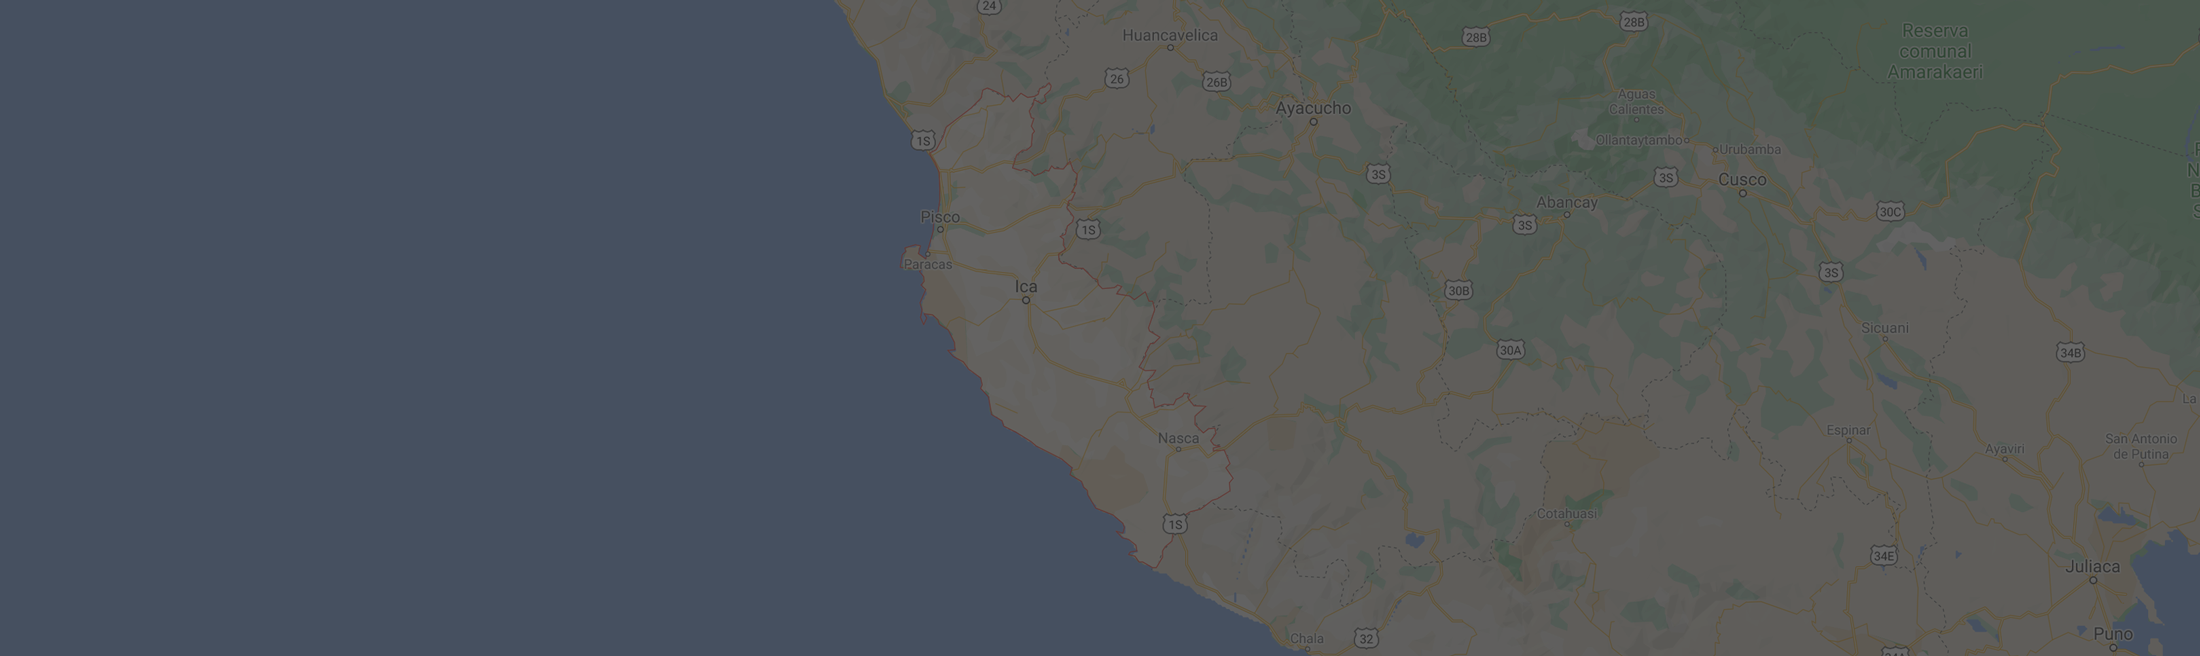 24
28B
28B
Reserva
comunal
Amarakaeri
Huancavelica
26
26B
Aguas
Calientes
Ayacucho
1S
Ollantaytambo
Urubamba
3S
3S
Cusco
Abancay
30C
Pisco
3S
1S
Paracas
3S
Ica
30B
Sicuani
30A
34B
La
Espinar
Nasca
San Antonio
de Putina
Ayaviri
Cotahuasi
1S
34E
Juliaca
Chala
32
Puno